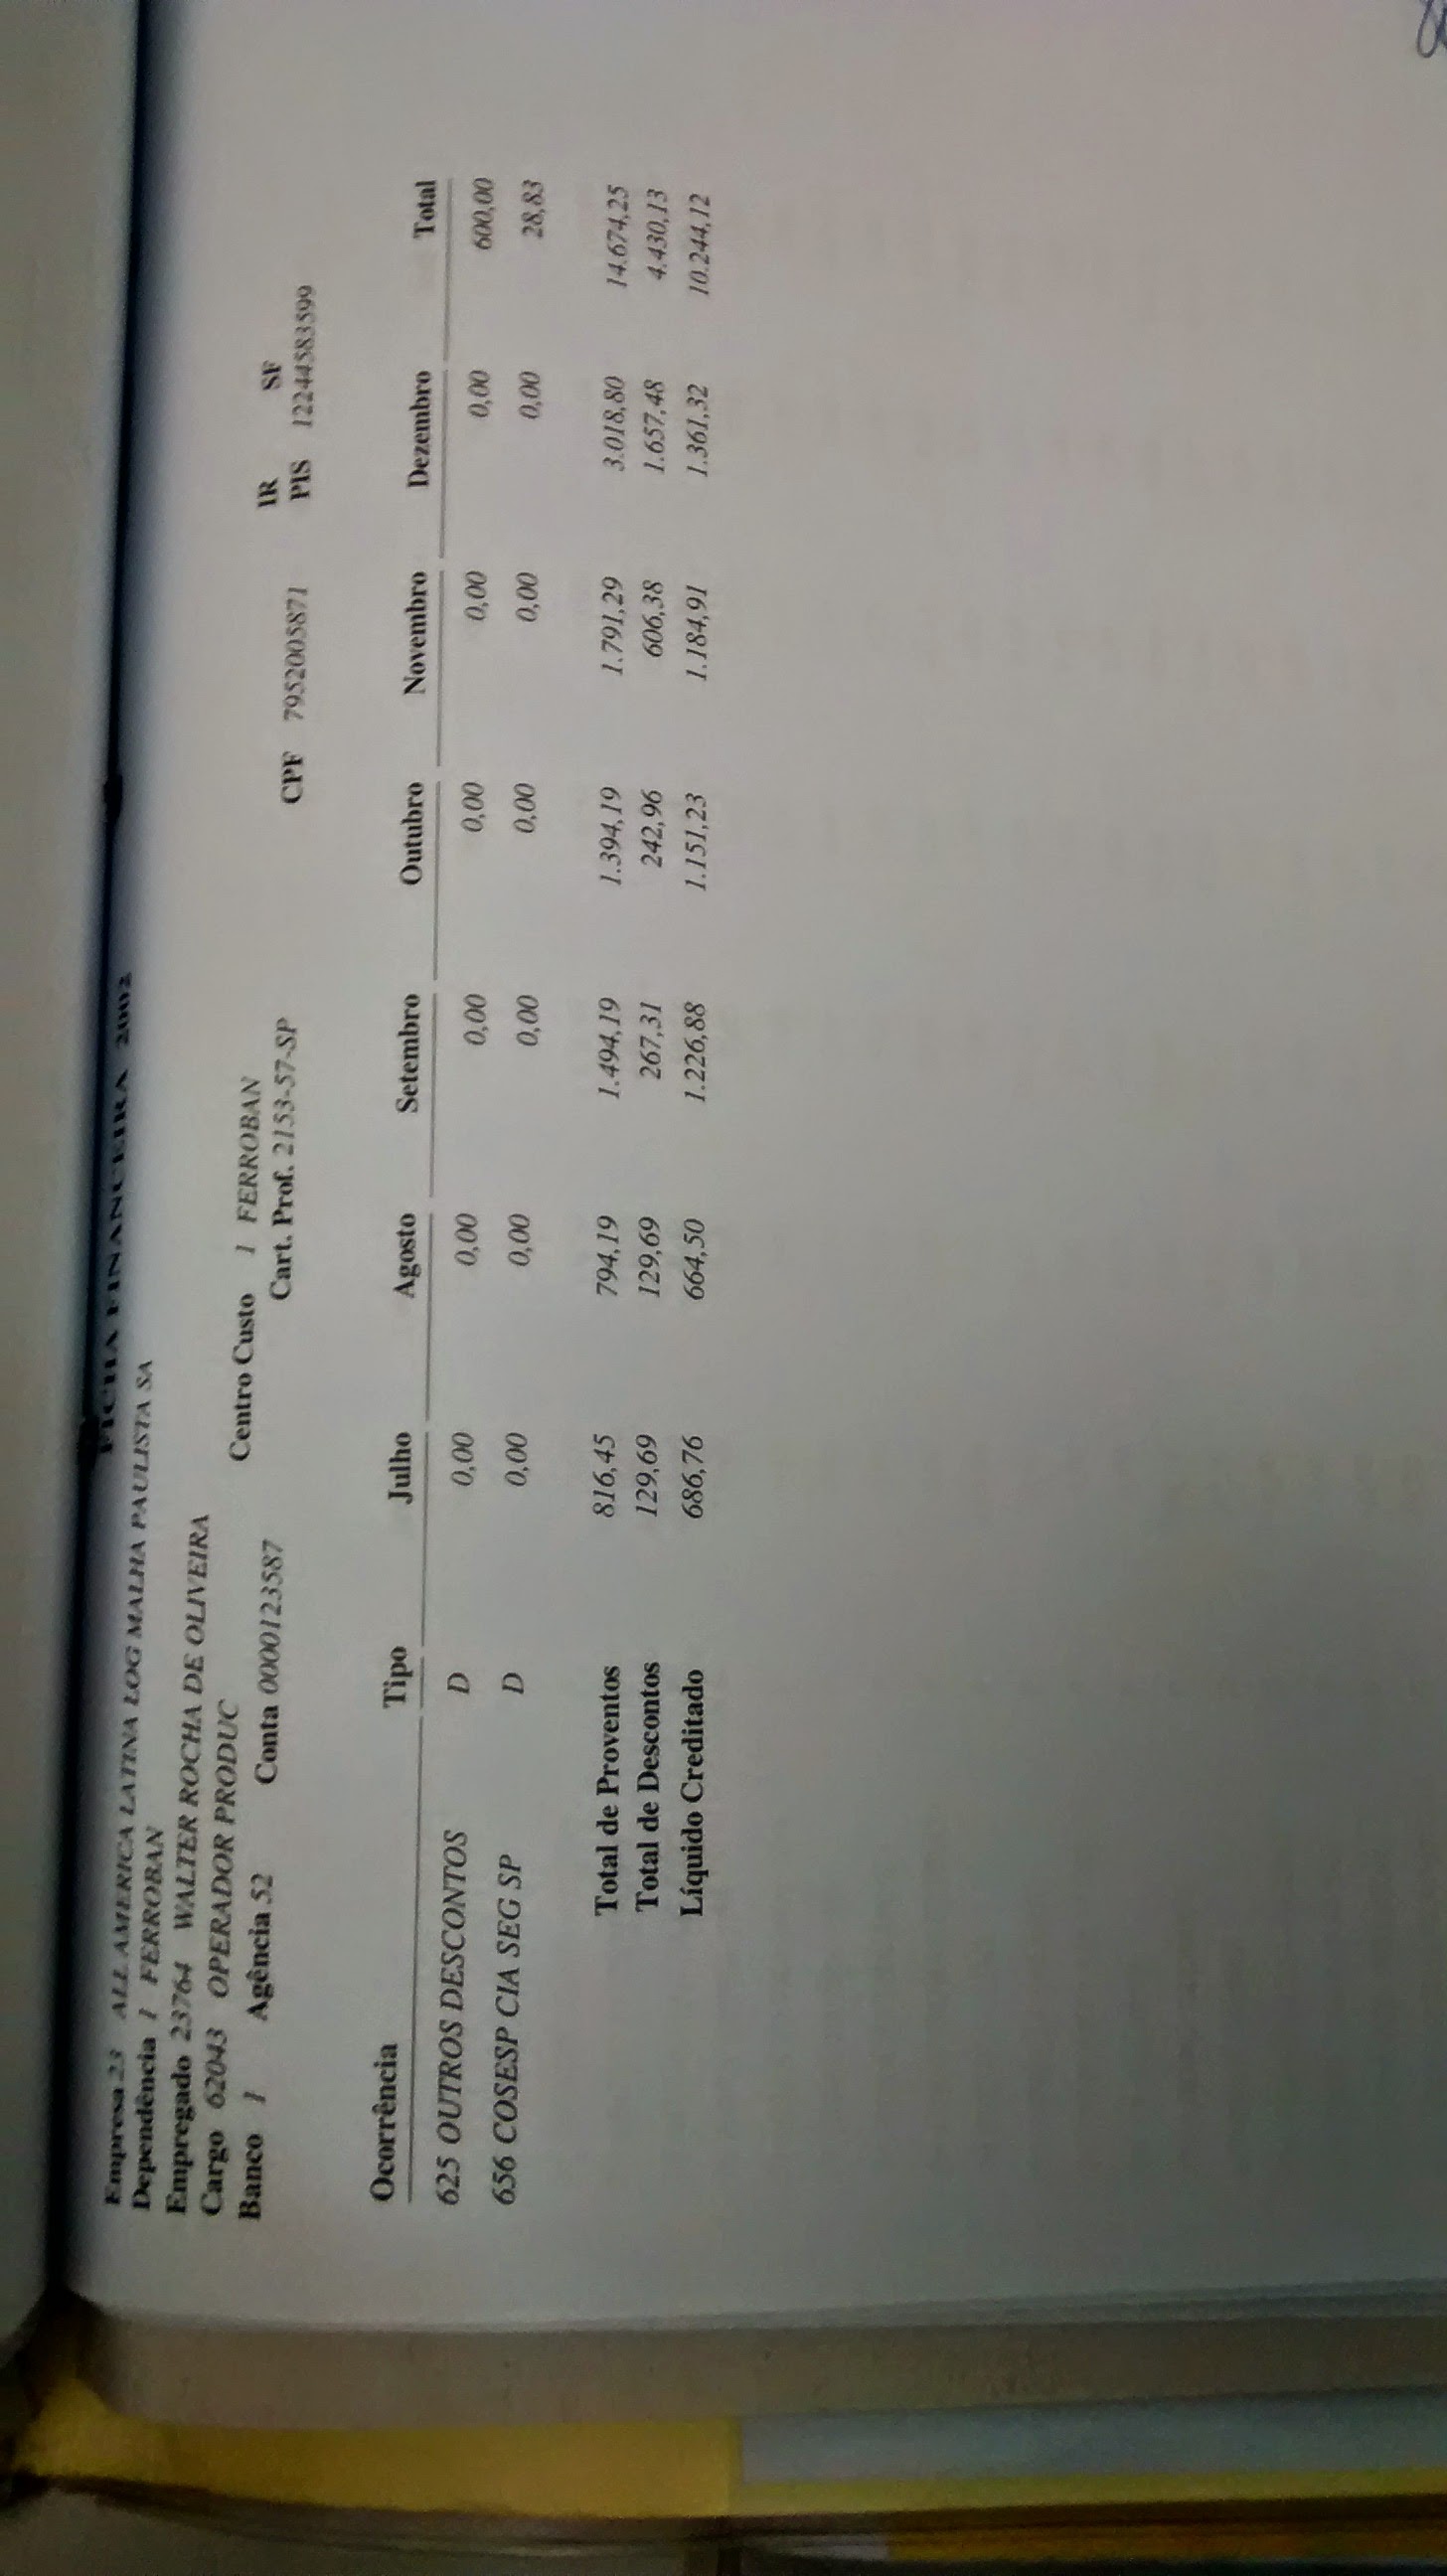 FICHA FINANCEIRA 2002
Empresa 23 ALL AMERICA LATINA LOG MALHA PAULISTA SA
Dependência 1 FERROBAN
Empregado 23764 WALTER ROCHA DE OLIVEIRA
Cargo 62043 OPERADOR PRODUC Centro Custo 1 FERROBAN IR SF
Banco 1 Agência 52 Conta 0000123587 Cart. Prof. 2153-57-SP CPF 7952005871 PIS 12244583599
Ocorrência Tipo Julho Agosto Setembro Outubro Novembro Dezembro Total
625 OUTROS DESCONTOS D 0,00 0,00 0,00 0,00 0,00 0,00 600,00
656 COSESP CIA SEG SP D 0,00 0,00 0,00 0,00 0,00 0,00 28,83
Total de Proventos 816,45 794,19 1.494,19 1.394,19 1.791,29 3.018,80 14.674,25
Total de Descontos 129,69 129,69 267,31 242,96 606,38 1.657,48 4.430,13
Líquido Creditado 686,76 664,50 1.226,88 1.151,23 1.184,91 1.361,32 10.244,12